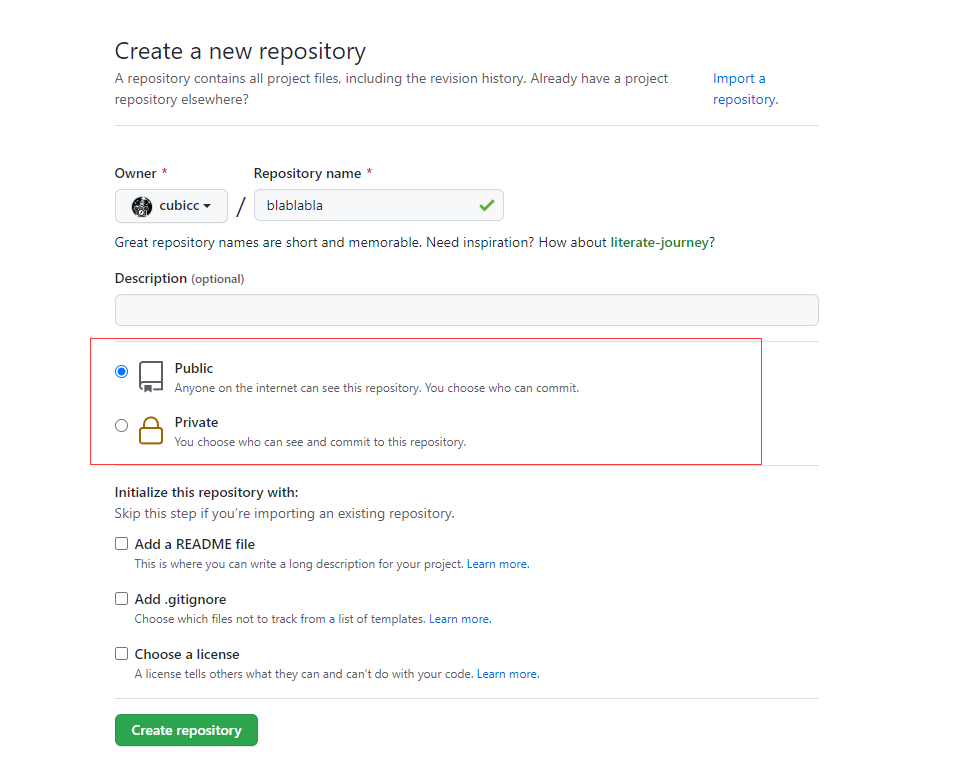 Create a new repository
A repository contains all project files, including the revision history. Already have a project
repository elsewhere?
Import a
repository.
Owner *
Repository name *
cubicc
/
blablabla
Great repository names are short and memorable. Need inspiration? How about literate-journey?
Description (optional)
Public
Anyone on the internet can see this repository. You choose who can commit.
Private
You choose who can see and commit to this repository.
Initialize this repository with:
Skip this step if you're importing an existing repository.
Add a README file
This is where you can write a long description for your project. Learn more.
Add .gitignore
Choose which files not to track from a list of templates. Learn more.
Choose a license
A license tells others what they can and can't do with your code. Learn more.
Create repository